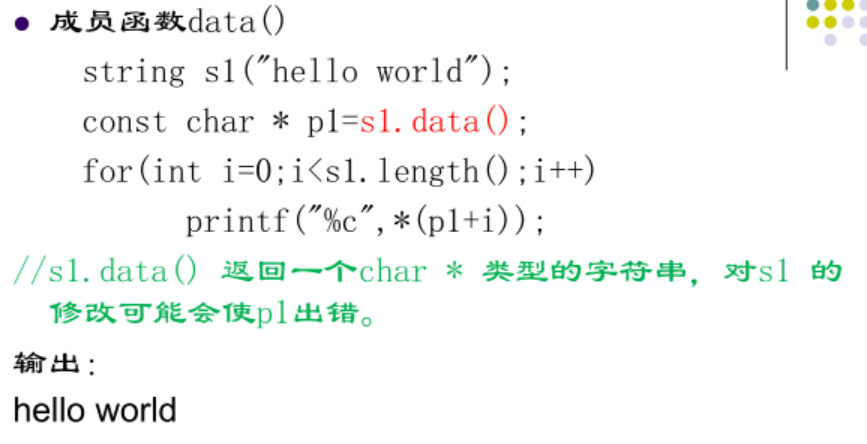 ● 成员函数data()
string s1("hello world");
const char * p1=s1.data();
for(int i=0;i<s1.length();i++)
printf("%c",*(p1+i));
//s1.data() 返回一个char * 类型的字符串，对s1 的
修改可能会使p1出错。
输出：
hello world